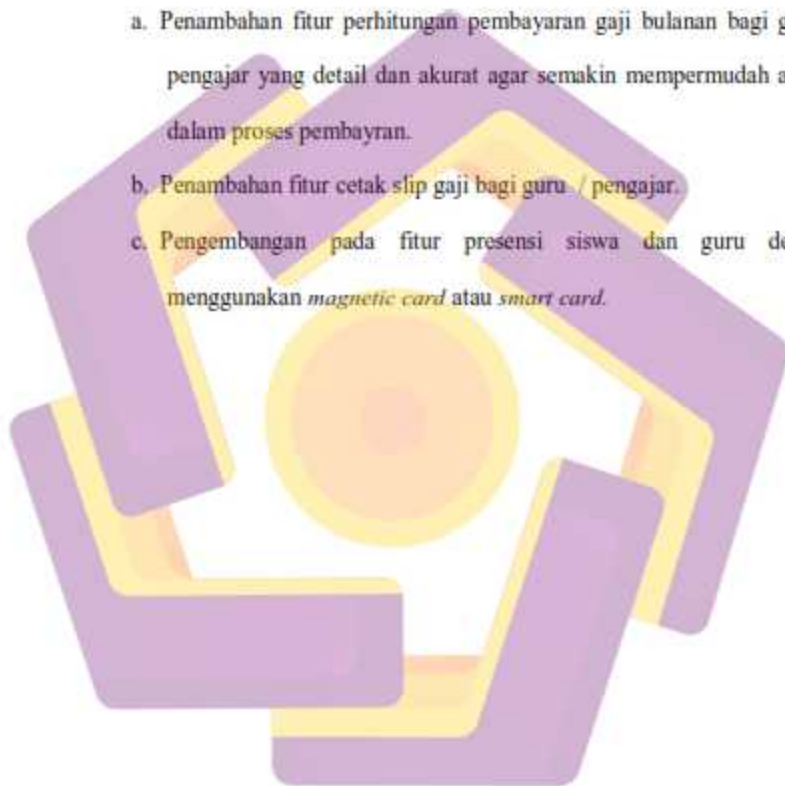 a. Penambahan fitur perhitungan pembayaran gaji bulanan bagi
pengajar yang detail dan akurat agar semakin mempermudah
dalam proses pembayran.
b. Penambahan fitur cetak slip gaji bagi guru / pengajar.
c. Pengembangan pada fitur presensi siswa dan guru
menggunakan magnetic card atau smart card.